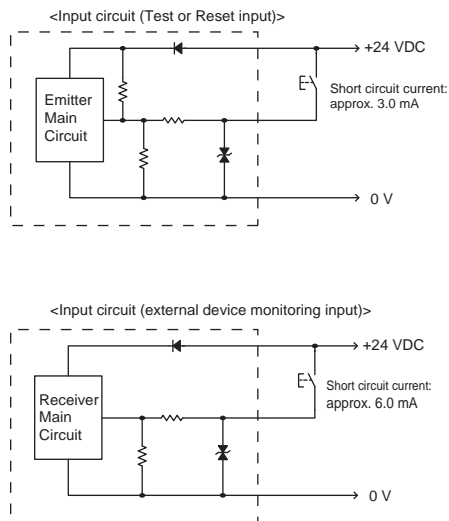 <Input circuit (Test or Reset input)>
+24 VDC
Short circuit current:
approx. 3.0 mA
Emitter
Main
Circuit
0 V
<Input circuit (external device monitoring input)>
+24 VDC
Short circuit current:
approx. 6.0 mA
Receiver
Main
Circuit
0 V